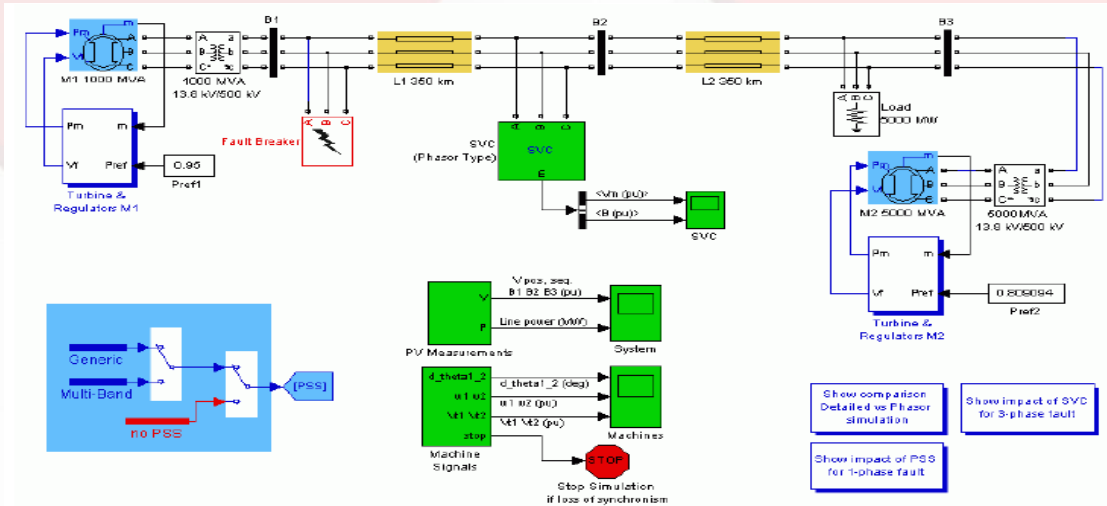 B1
B2
B3
m
Pm
Vf
A
B
C
A a
B b
C c
M1 1000 MVA
1000 MVA
13.8 kV/500 kV
L1 350 km
L2 350 km
A B C
Fault Breaker
Pm m
Vf Pref
0.95
Pref1
Turbine &
Regulators M1
A B C
SVC
SVC
(Phasor Type)
<Vm (pu)>
<B (pu)>
SVC
A B C
Load
5000 MW
m
Pm
Vf
A
B
A a
B b
C c
M2 5000 MVA
5000MVA
13.8 kV/500 kV
Pm m
Vf Pref
0.809094
Pref2
Turbine &
Regulators M2
Generic
Multi-Band
no PSS
[PSS]
V
P
V pos. seq.
B1 B2 B3 (pu)
Line power (MW)
PV Measurements
System
d_theta1_2
w1 w2
Vt1 Vt2
stop
d_theta1_2 (deg)
w1 w2 (pu)
Vt1 Vt2 (pu)
Machine
Signals
Machines
STOP
Stop Simulation
if loss of synchronism
Show comparison
Detailed vs Phasor
simulation
Show impact of SVC
for 3-phase fault
Show impact of PSS
for 1-phase fault